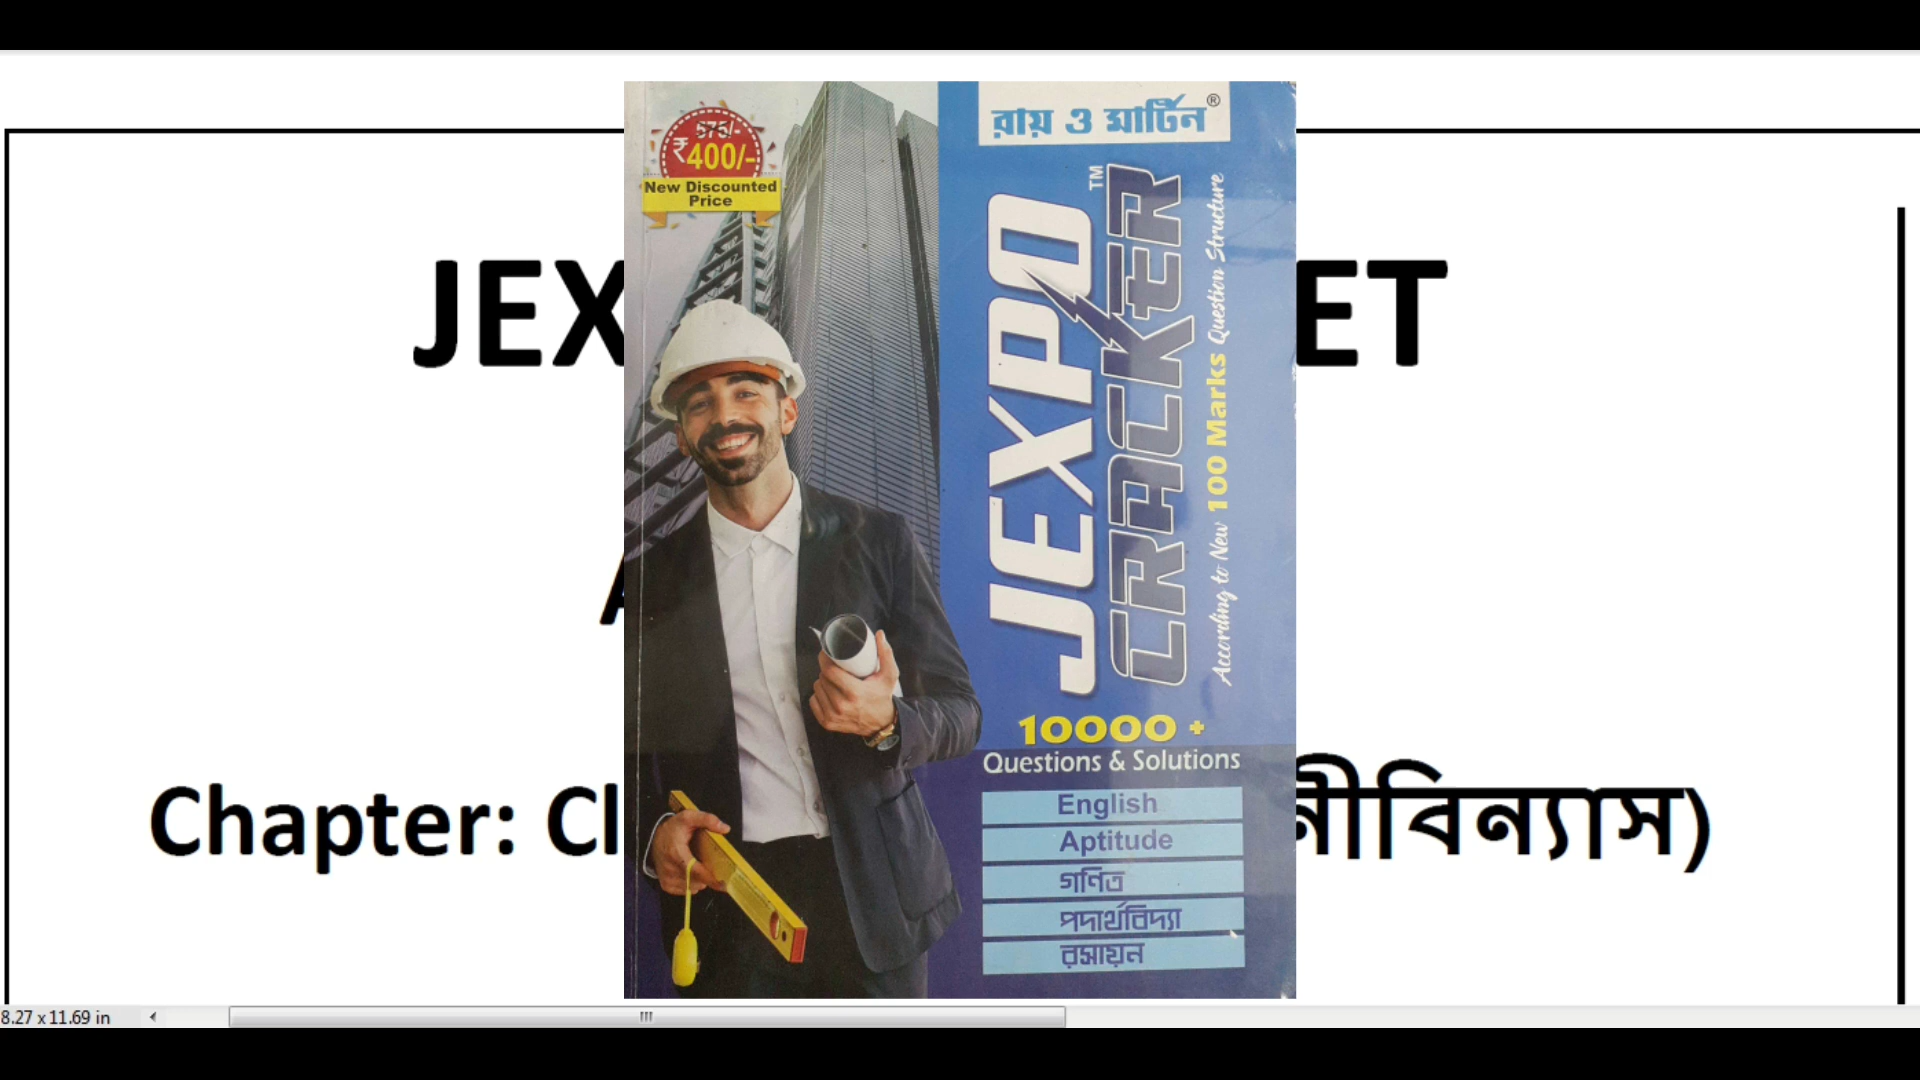 575/-
₹400/-
New Discounted
Price
রায় ও মার্টিন®
JEXPO
CRACKER™
According to New 100 Marks Question Structure
10000+
Questions & Solutions
English
Aptitude
গণিত
পদার্থবিদ্যা
রসায়ন
JEX
ET
A
Chapter: Cl
নীবিন্যাস)
8.27 x 11.69 in